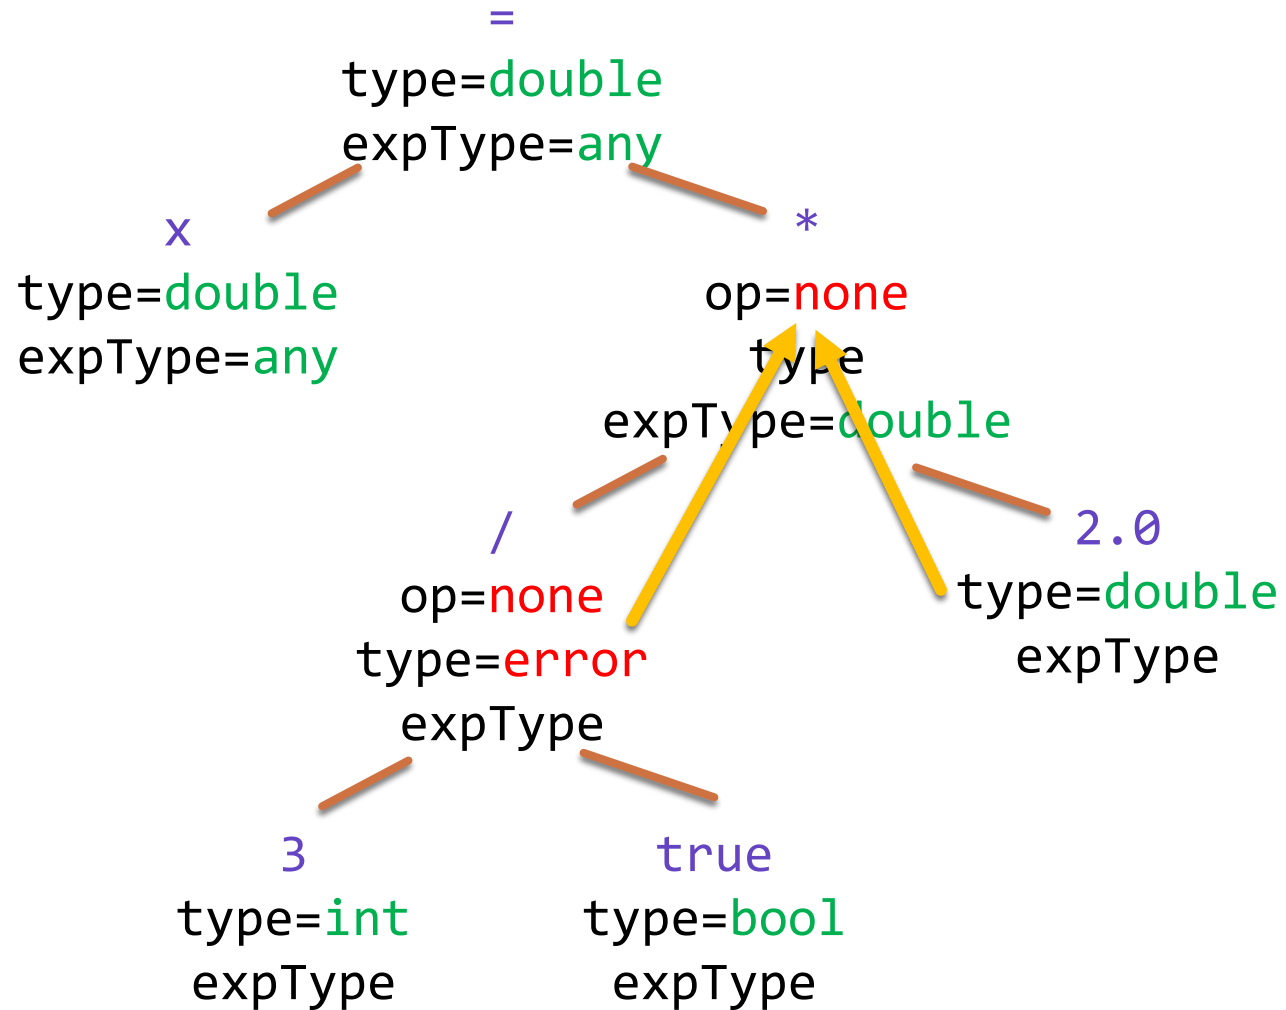 =
type=double
expType=any
x
type=double
expType=any
*
op=none
type
expType=double
/
op=none
type=error
expType
2.0
type=double
expType
3
type=int
expType
true
type=bool
expType